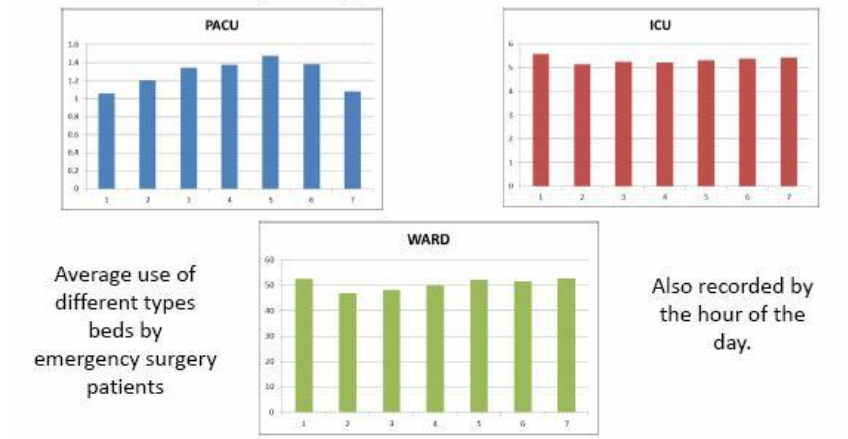 PACU
1.6
1.4
1.2
1
0.8
0.6
0.4
0.2
0
1 2 3 4 5 6 7
ICU
6
5
4
3
2
1
0
1 2 3 4 5 6 7
WARD
60
50
40
30
20
10
0
1 2 3 4 5 6 7
Average use of
different types
beds by
emergency surgery
patients
Also recorded by
the hour of the
day.